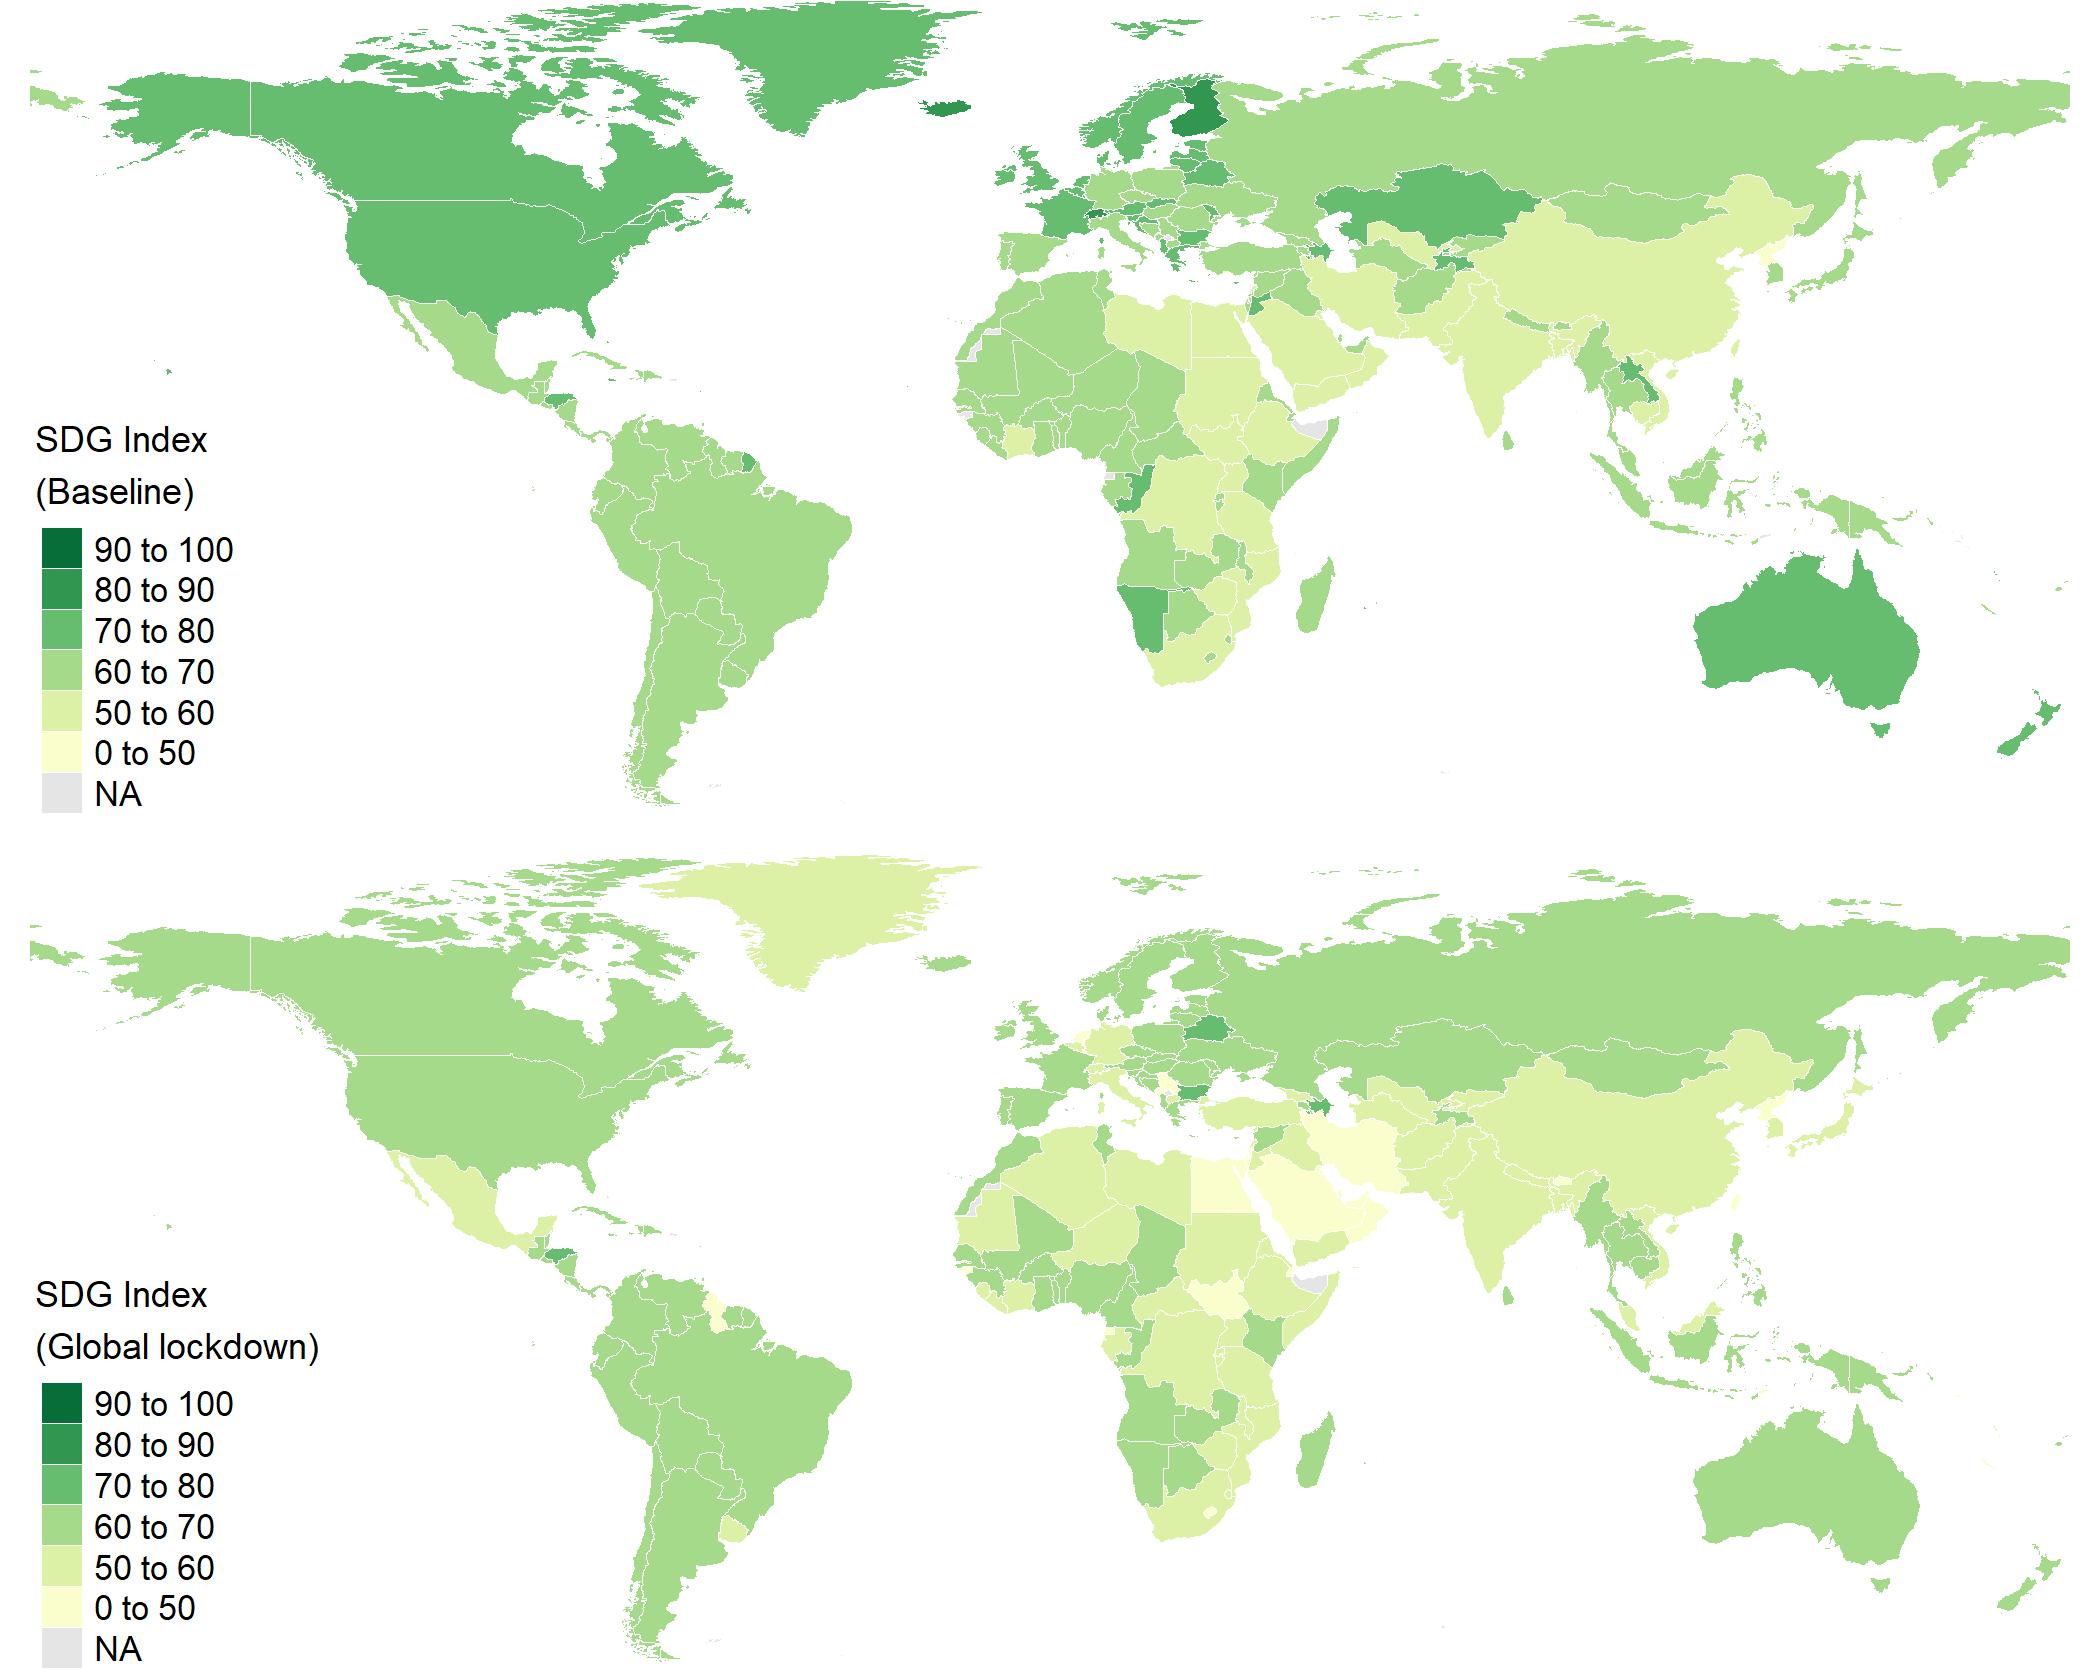 SDG Index
(Baseline)
90 to 100
80 to 90
70 to 80
60 to 70
50 to 60
0 to 50
NA
SDG Index
(Global lockdown)
90 to 100
80 to 90
70 to 80
60 to 70
50 to 60
0 to 50
NA